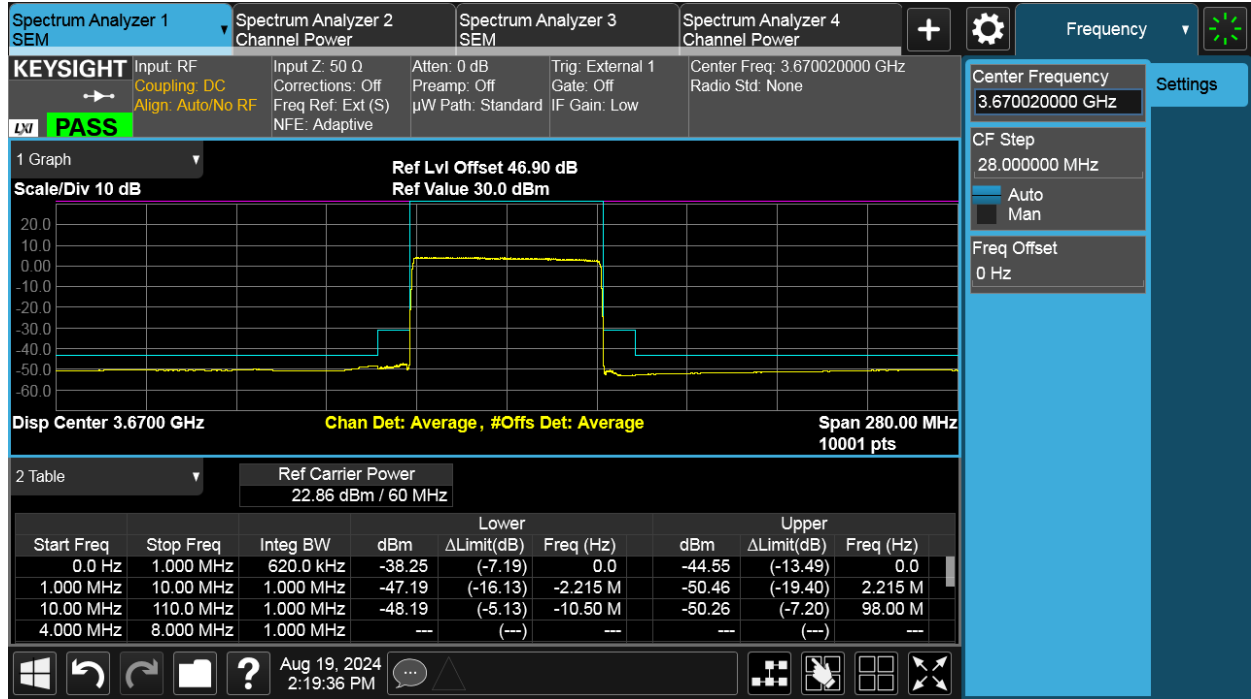 Spectrum Analyzer 1
SEM
Spectrum Analyzer 2
Channel Power
Spectrum Analyzer 3
SEM
Spectrum Analyzer 4
Channel Power
+
Frequency
KEYSIGHT
LXI
PASS
Input: RF
Coupling: DC
Align: Auto/No RF
Input Z: 50 Ω
Corrections: Off
Freq Ref: Ext (S)
NFE: Adaptive
Atten: 0 dB
Preamp: Off
µW Path: Standard
Trig: External 1
Gate: Off
IF Gain: Low
Center Freq: 3.670020000 GHz
Radio Std: None
Center Frequency
3.670020000 GHz
Settings
CF Step
28.000000 MHz
Auto
Man
Freq Offset
0 Hz
1 Graph
Scale/Div 10 dB
Ref Lvl Offset 46.90 dB
Ref Value 30.0 dBm
20.0
10.0
0.00
-10.0
-20.0
-30.0
-40.0
-50.0
-60.0
Disp Center 3.6700 GHz
Chan Det: Average , #Offs Det: Average
Span 280.00 MHz
10001 pts
2 Table
Ref Carrier Power
22.86 dBm / 60 MHz
Lower Upper
Start Freq Stop Freq Integ BW dBm ΔLimit(dB) Freq (Hz) dBm ΔLimit(dB) Freq (Hz)
0.0 Hz 1.000 MHz 620.0 kHz -38.25 (-7.19) 0.0 -44.55 (-13.49) 0.0
1.000 MHz 10.00 MHz 1.000 MHz -47.19 (-16.13) -2.215 M -50.46 (-19.40) 2.215 M
10.00 MHz 110.0 MHz 1.000 MHz -48.19 (-5.13) -10.50 M -50.26 (-7.20) 98.00 M
4.000 MHz 8.000 MHz 1.000 MHz --- (---) --- --- (---) ---
?
Aug 19, 2024
2:19:36 PM